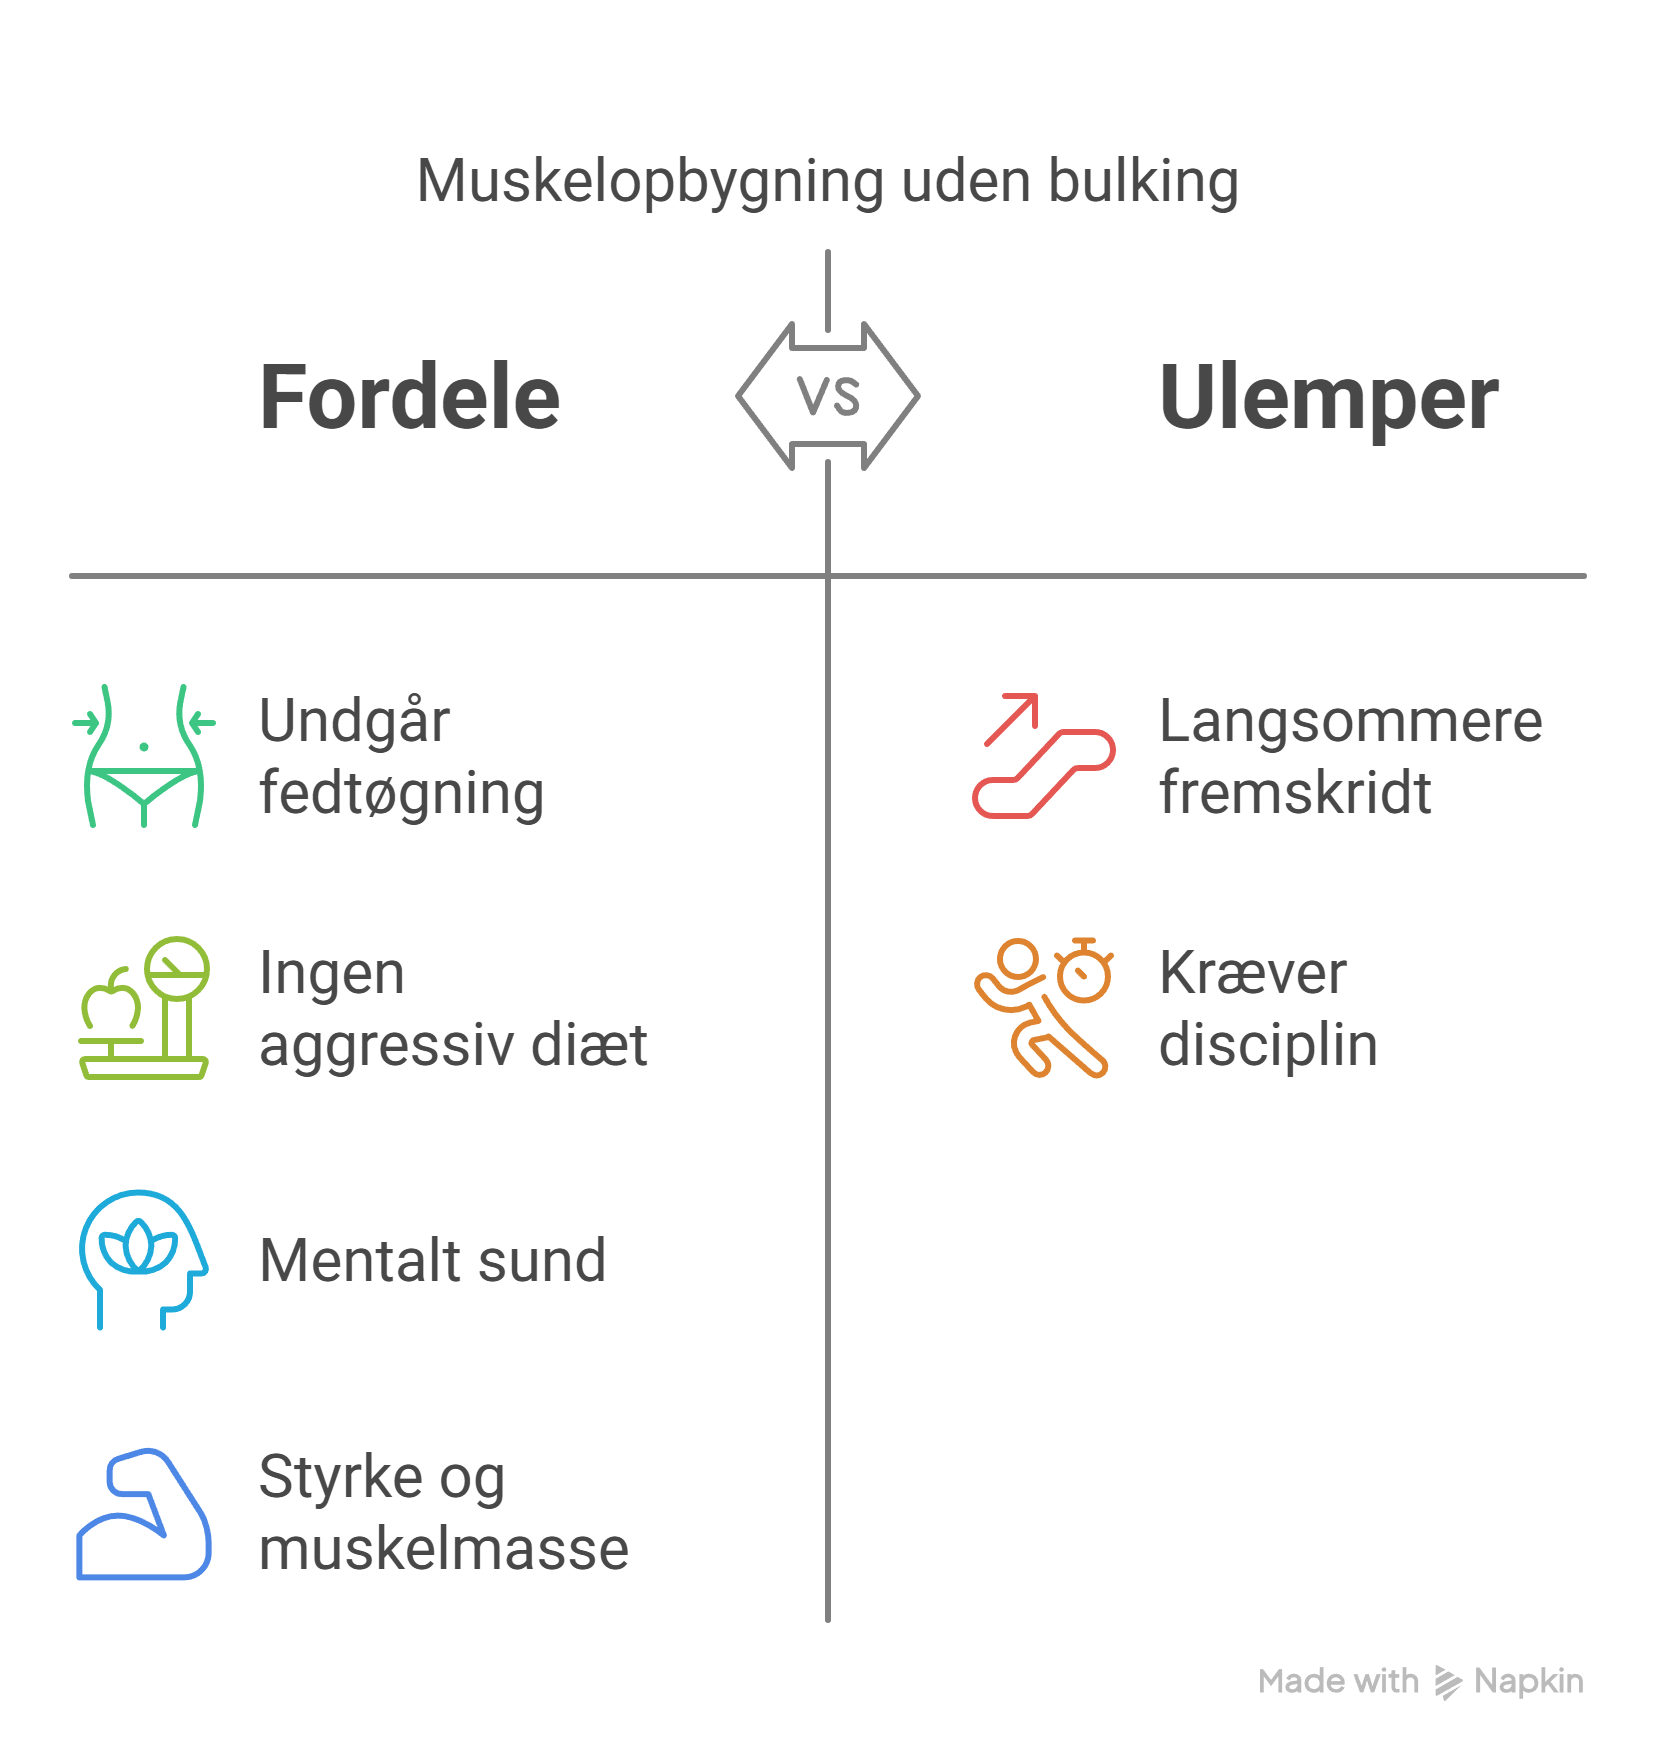 Muskelopbygning uden bulking
Fordele
VS
Ulemper
Undgår
fedtøgning
Ingen
aggressiv diæt
Mentalt sund
Styrke og
muskelmasse
Langsommere
fremskridt
Kræver
disciplin
Made with Napkin